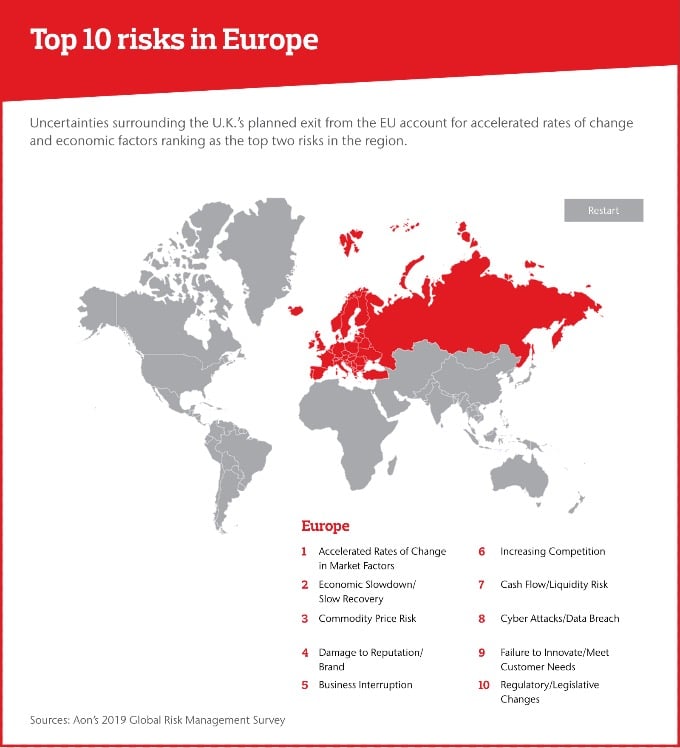 Top 10 risks in Europe
Uncertainties surrounding the U.K.'s planned exit from the EU account for accelerated rates of change
and economic factors ranking as the top two risks in the region.
Restart
Europe
1 Accelerated Rates of Change
in Market Factors
2 Economic Slowdown/
Slow Recovery
3 Commodity Price Risk
4 Damage to Reputation/
Brand
5 Business Interruption
6 Increasing Competition
7 Cash Flow/Liquidity Risk
8 Cyber Attacks/Data Breach
9 Failure to Innovate/Meet
Customer Needs
10 Regulatory/Legislative
Changes
Sources: Aon's 2019 Global Risk Management Survey